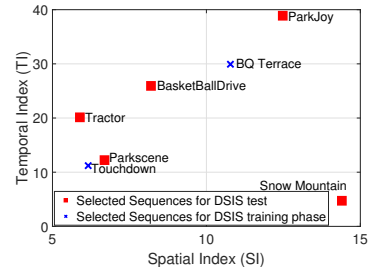 40
30
20
10
0
Temporal Index (TI)
ParkJoy
BQ Terrace
BasketBallDrive
Tractor
Parkscene
Touchdown
Snow Mountain
Selected Sequences for DSIS test
Selected Sequences for DSIS training phase
5 10 15
Spatial Index (SI)